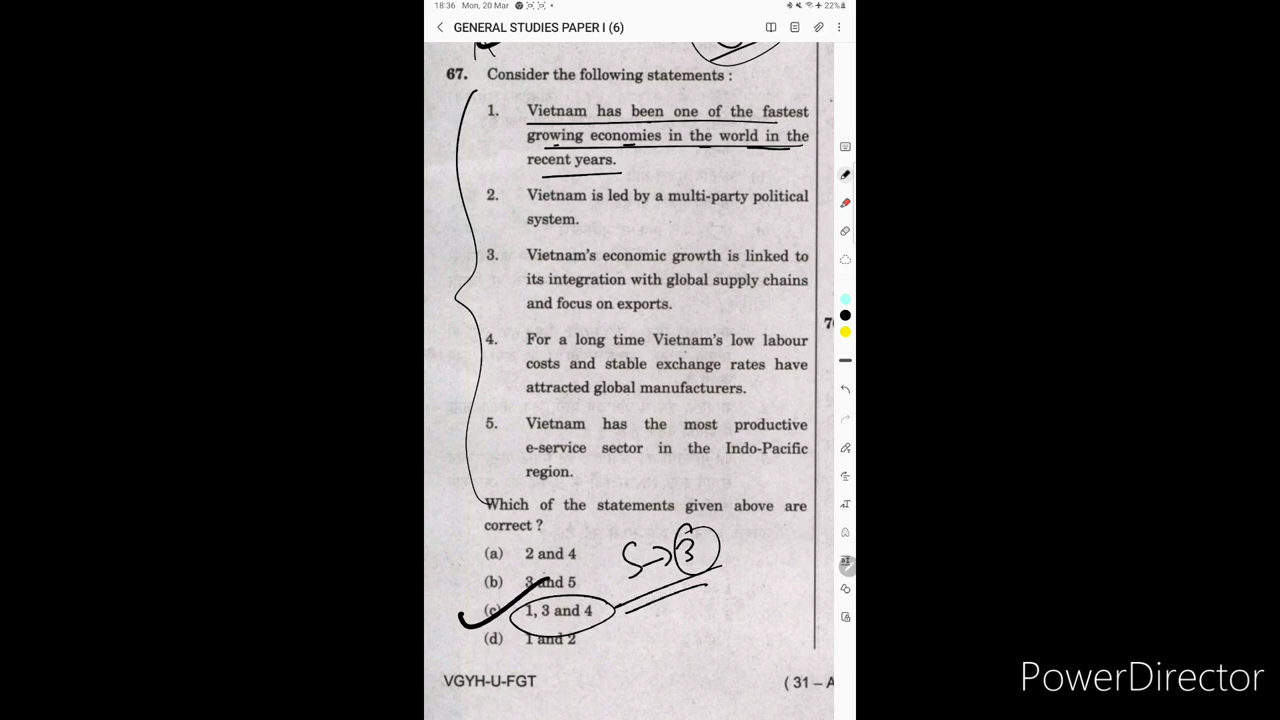 18:36 Mon, 20 Mar
22%
GENERAL STUDIES PAPER I (6)
67. Consider the following statements :
1. Vietnam has been one of the fastest
growing economies in the world in the
recent years.
2. Vietnam is led by a multi-party political
system.
3. Vietnam's economic growth is linked to
its integration with global supply chains
and focus on exports.
4. For a long time Vietnam's low labour
costs and stable exchange rates have
attracted global manufacturers.
5. Vietnam has the most productive
e-service sector in the Indo-Pacific
region.
Which of the statements given above are
correct ?
(a) 2 and 4
(b) 3 and 5
(c) 1, 3 and 4
(d) 1 and 2
S→3
VGYH-U-FGT
( 31 – A
PowerDirector